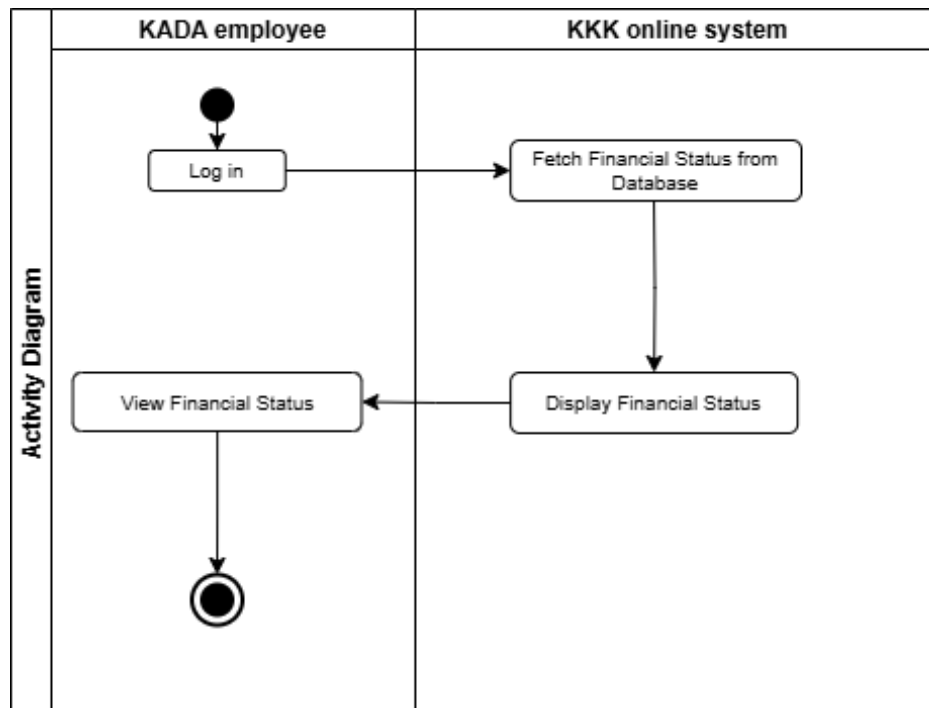 KADA employee
KKK online system
Activity Diagram
Log in
Fetch Financial Status from
Database
View Financial Status
Display Financial Status